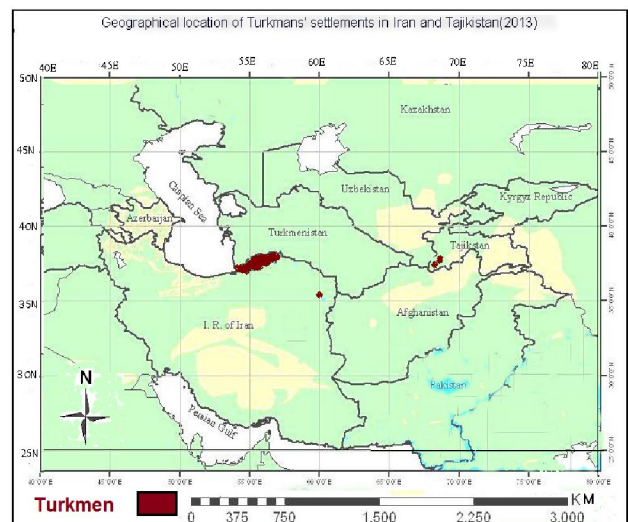 Geographical location of Turkmans' settlements in Iran and Tajikistan(2013)
40E 45E 50E 55E 60E 65E 70E 75E 80E
50N
Kazakhstan
45N
Uzbekistan
Kyrgyz Republic
Caspian Sea
40N
Azerbaijan
Turkmenistan
Tajikstan
35N
Afghanistan
I. R. of Iran
30N
Pakistan
N
Persian Gulf
25N
Turkmen
0 375 750 1.500 2.250 3.000
KM